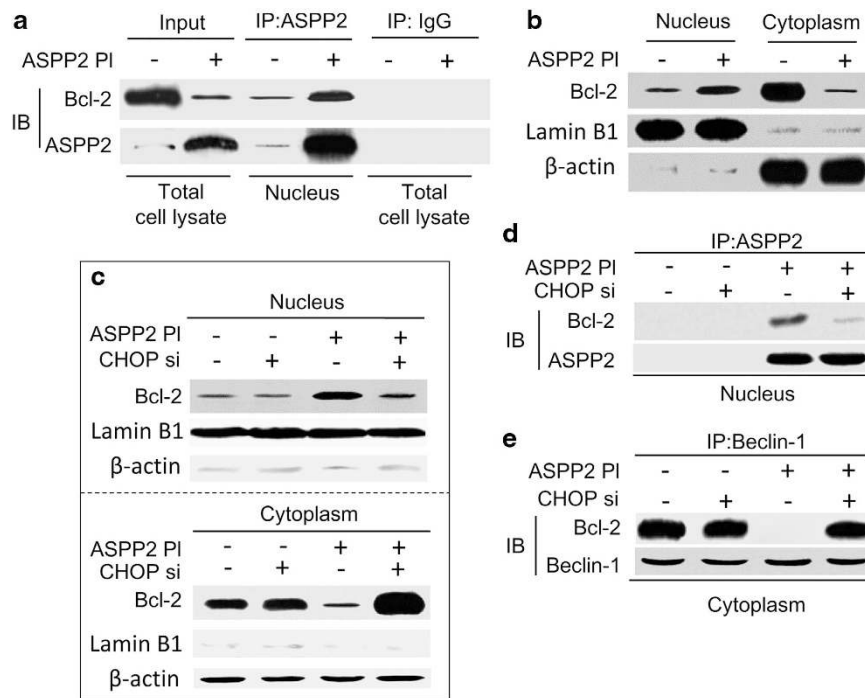 a
Input IP:ASPP2 IP: IgG
ASPP2 PI - + - + - +
IB
Bcl-2
ASPP2
Total cell lysate
Nucleus
Total cell lysate
b
Nucleus Cytoplasm
ASPP2 PI - + - +
Bcl-2
Lamin B1
β-actin
c
Nucleus
ASPP2 PI - - + +
CHOP si - + - +
Bcl-2
Lamin B1
β-actin
Cytoplasm
ASPP2 PI - - + +
CHOP si - + - +
Bcl-2
Lamin B1
β-actin
d
IP:ASPP2
ASPP2 PI - - + +
CHOP si - + - +
IB
Bcl-2
ASPP2
Nucleus
e
IP:Beclin-1
ASPP2 PI - - + +
CHOP si - + - +
IB
Bcl-2
Beclin-1
Cytoplasm